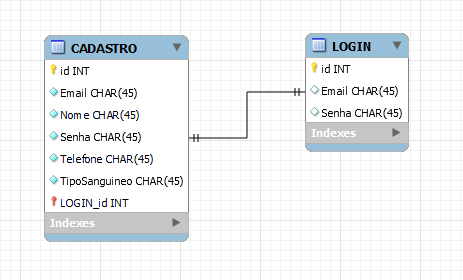 CADASTRO
id INT
Email CHAR(45)
Nome CHAR(45)
Senha CHAR(45)
Telefone CHAR(45)
TipoSanguineo CHAR(45)
LOGIN_id INT
Indexes
LOGIN
id INT
Email CHAR(45)
Senha CHAR(45)
Indexes